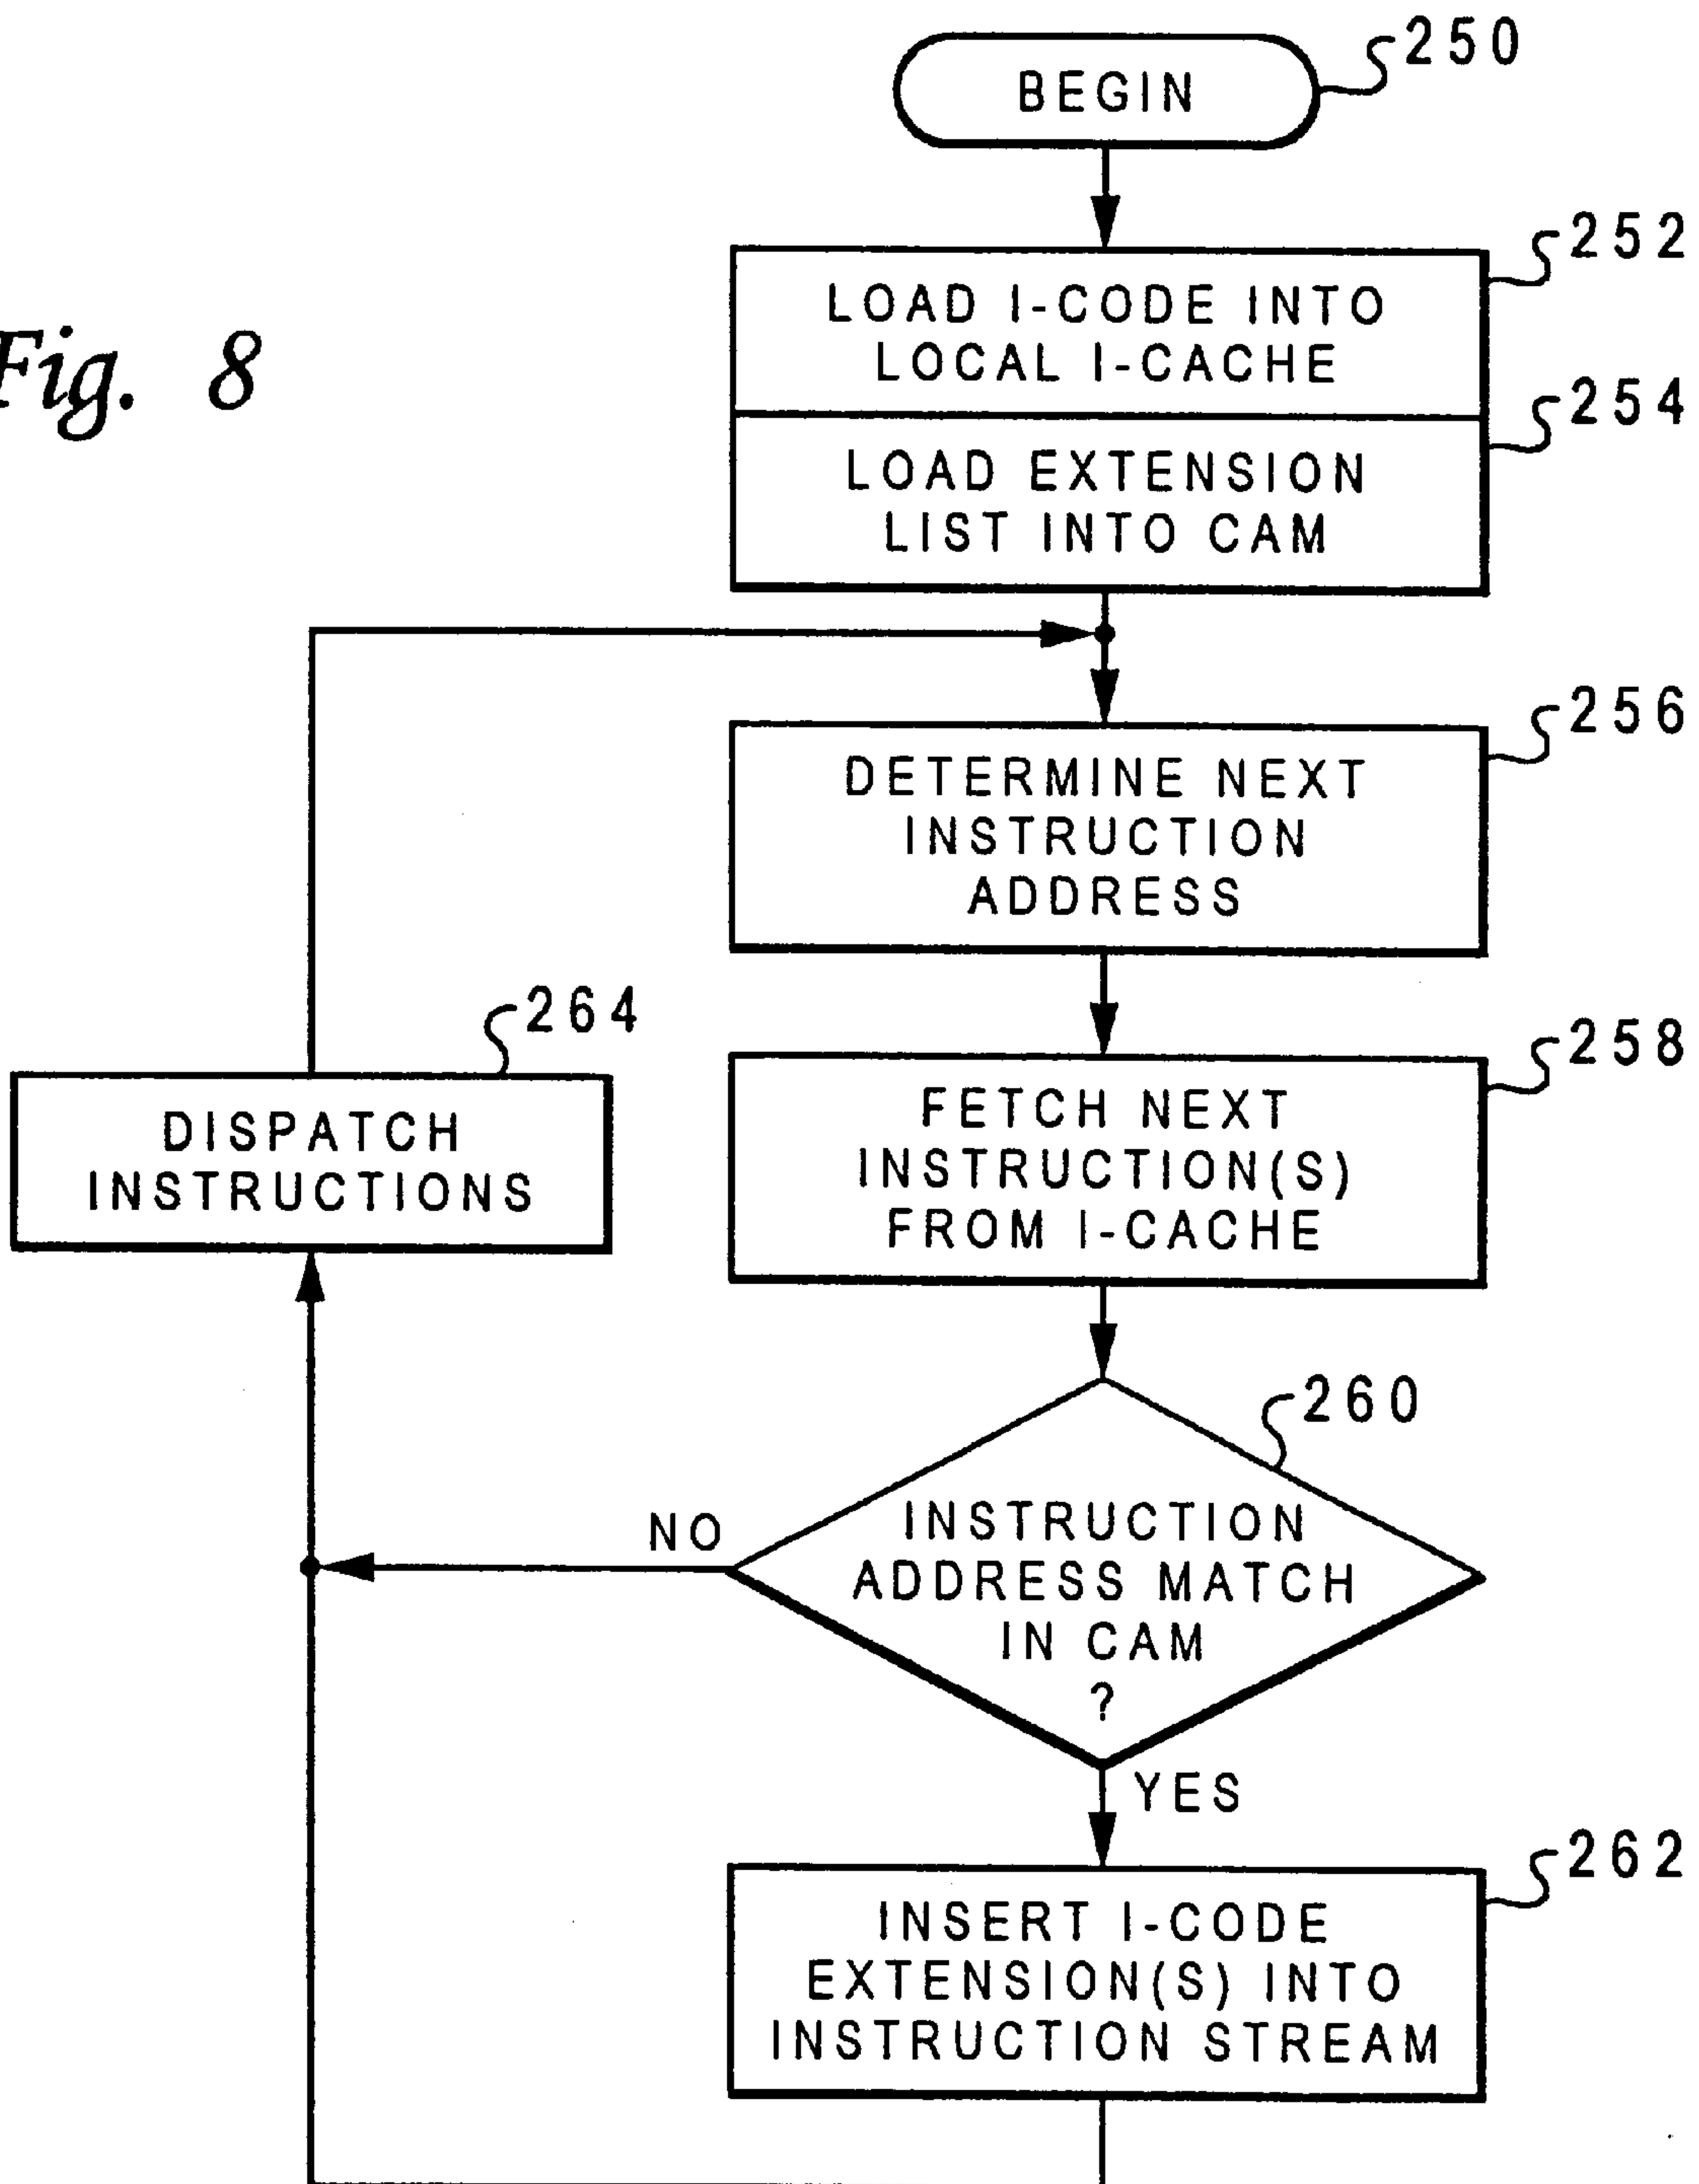 BEGIN
250
Fig. 8
252
LOAD I-CODE INTO
LOCAL I-CACHE
254
LOAD EXTENSION
LIST INTO CAM
256
DETERMINE NEXT
INSTRUCTION
ADDRESS
264
DISPATCH
INSTRUCTIONS
258
FETCH NEXT
INSTRUCTION(S)
FROM I-CACHE
260
NO
INSTRUCTION
ADDRESS MATCH
IN CAM
?
YES
262
INSERT I-CODE
EXTENSION(S) INTO
INSTRUCTION STREAM